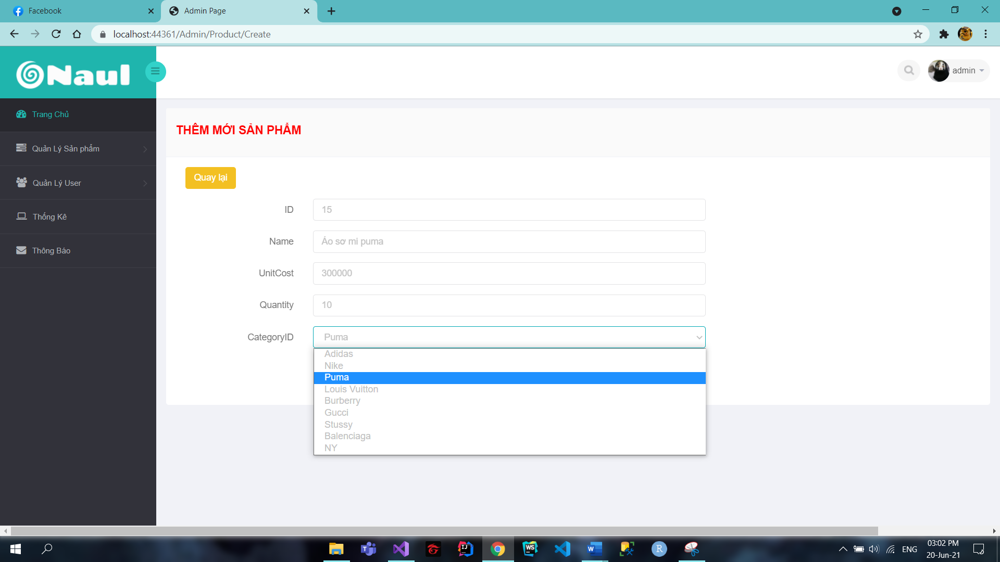 Facebook
Admin Page
localhost:44361/Admin/Product/Create
Naul
admin
Trang Chủ
Quản Lý Sản phẩm
Quản Lý User
Thống Kê
Thông Báo
THÊM MỚI SẢN PHẨM
Quay lại
ID
15
Name
Áo sơ mi puma
UnitCost
300000
Quantity
10
CategoryID
Puma
Adidas
Nike
Puma
Louis Vuitton
Burberry
Gucci
Stussy
Balenciaga
NY
T
IJ
WS
W
R
ENG
03:02 PM
20-Jun-21